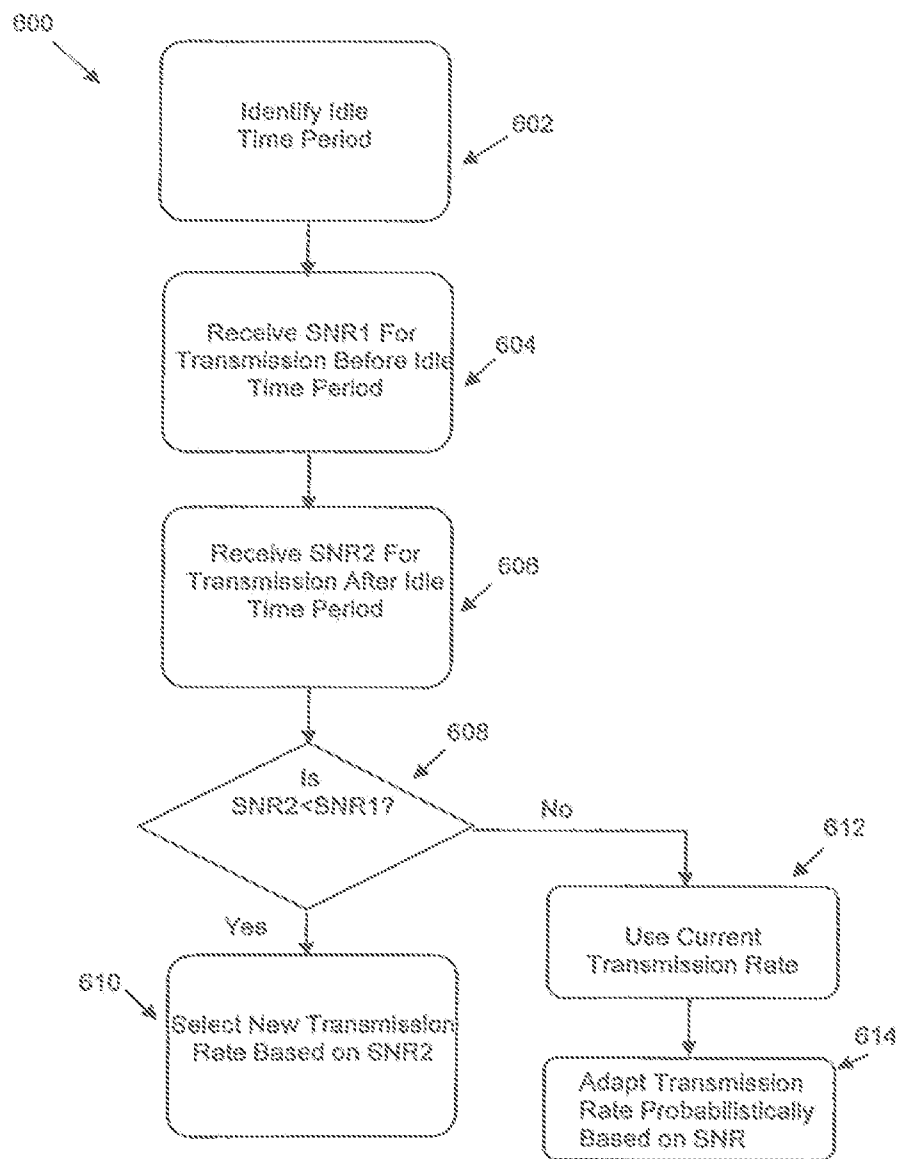 600
Identify Idle
Time Period
602
Receive SNR1 For
Transmission Before Idle
Time Period
604
Receive SNR2 For
Transmission After Idle
Time Period
606
608
Is
SNR2<SNR1?
No
612
Yes
Use Current
Transmission Rate
610
Select New Transmission
Rate Based on SNR2
614
Adapt Transmission
Rate Probabilistically
Based on SNR